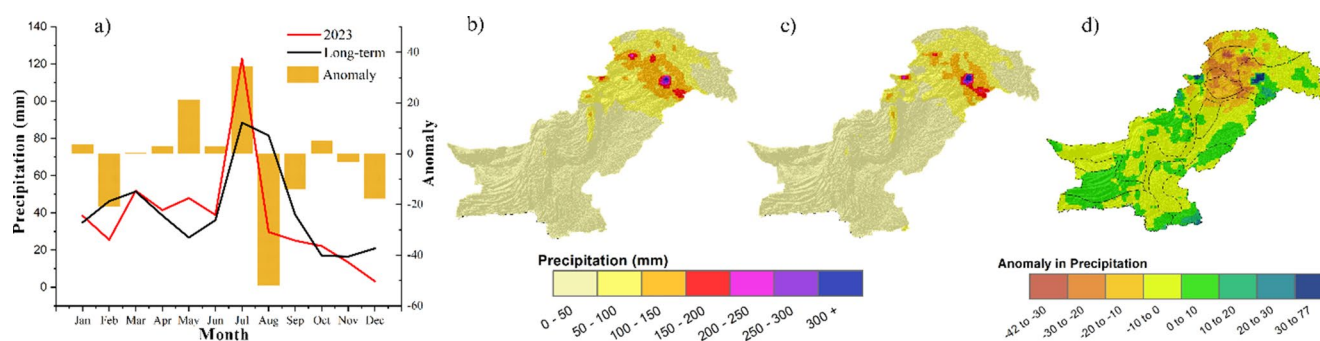 a)
2023
Long-term
Anomaly
Precipitation (mm)
140
120
00
80
60
40
20
0
40
20
0
-20
-40
-60
Anomaly
Jan Feb Mar Apr May Jun Jul Aug Sep Oct Nov Dec
Month
b)
c)
d)
Precipitation (mm)
0 - 50
50 - 100
100 - 150
150 - 200
200 - 250
250 - 300
300 +
Anomaly in Precipitation
-42 to -30
-30 to -20
-20 to -10
-10 to 0
0 to 10
10 to 20
20 to 30
30 to 77